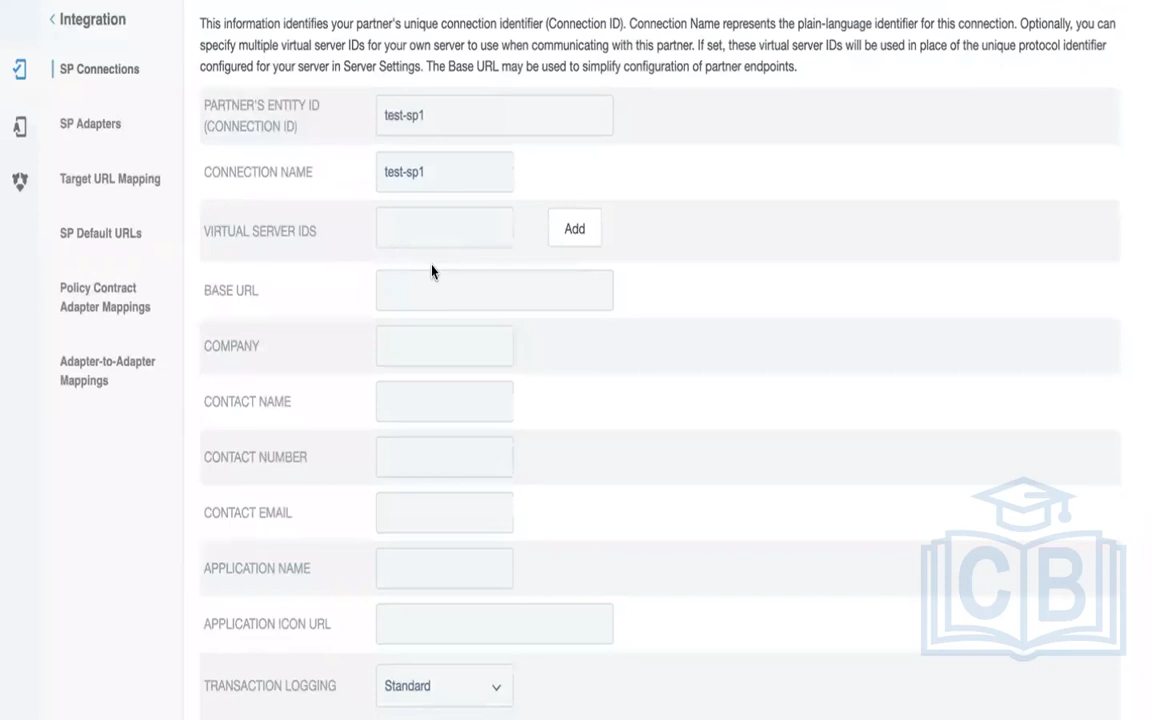 Integration
SP Connections
SP Adapters
Target URL Mapping
SP Default URLs
Policy Contract
Adapter Mappings
Adapter-to-Adapter
Mappings
This information identifies your partner's unique connection identifier (Connection ID). Connection Name represents the plain-language identifier for this connection. Optionally, you can
specify multiple virtual server IDs for your own server to use when communicating with this partner. If set, these virtual server IDs will be used in place of the unique protocol identifier
configured for your server in Server Settings. The Base URL may be used to simplify configuration of partner endpoints.
PARTNER'S ENTITY ID
(CONNECTION ID)
test-sp1
CONNECTION NAME
test-sp1
VIRTUAL SERVER IDS
Add
BASE URL
COMPANY
CONTACT NAME
CONTACT NUMBER
CONTACT EMAIL
APPLICATION NAME
APPLICATION ICON URL
TRANSACTION LOGGING
Standard
CB